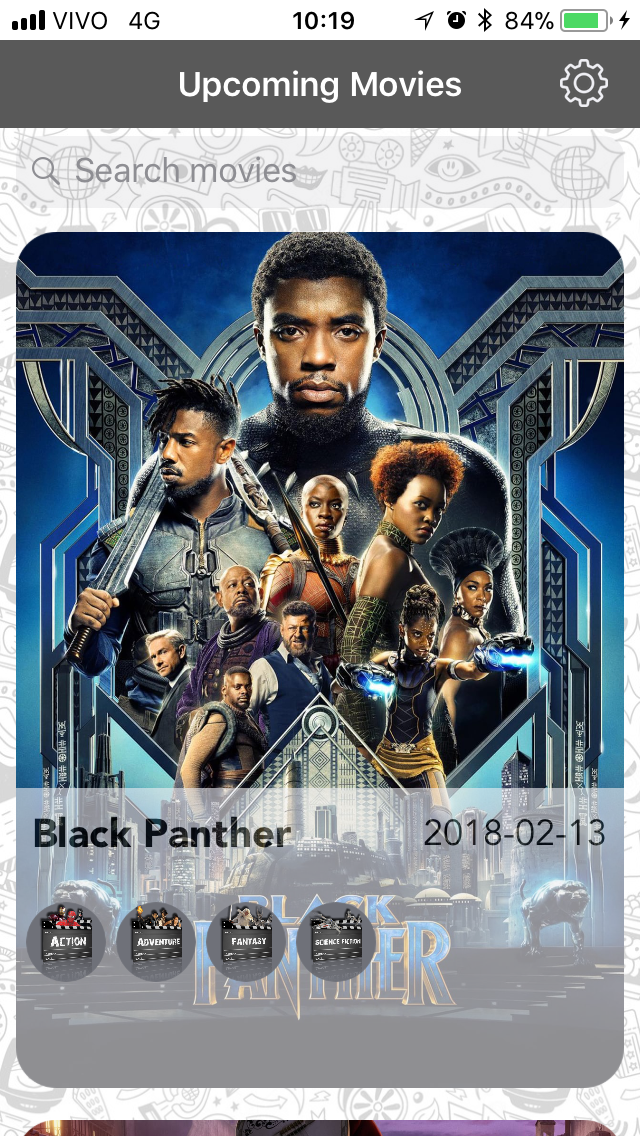 VIVO 4G 10:19 84%
Upcoming Movies
Search movies
Black Panther 2018-02-13
ACTION ADVENTURE FANTASY SCIENCE FICTION
BLACK
PANTHER